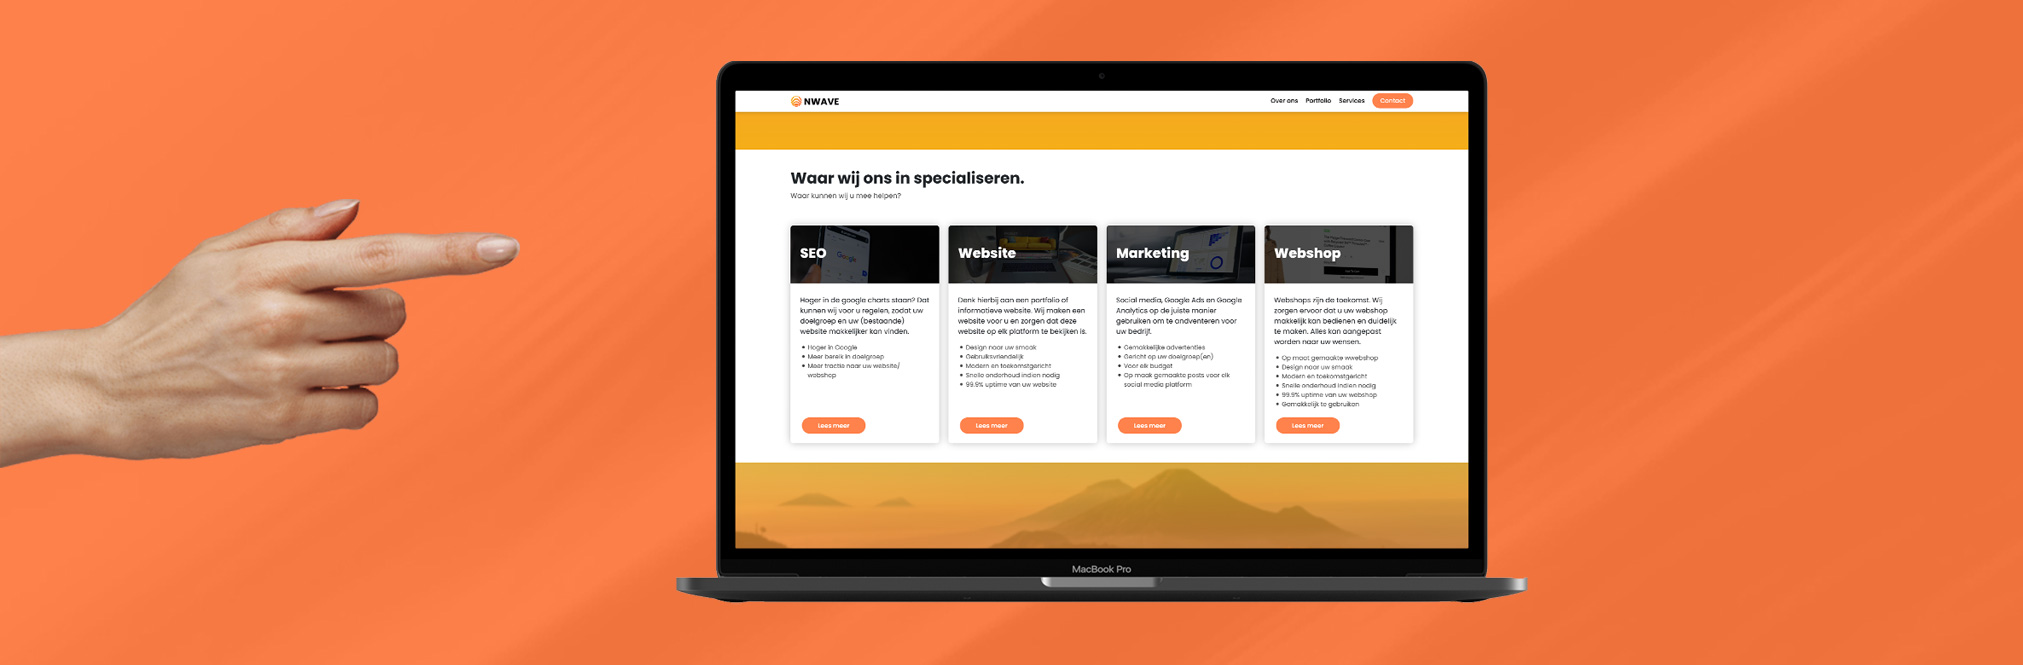 NWAVE
Over ons Portfolio Services Contact
Waar wij ons in specialiseren.
Waar kunnen wij u mee helpen?
SEO
Hoger in de google charts staan? Dat
kunnen wij voor u regelen, zodat uw
doelgroep en uw (bestaande)
website makkelijker kan vinden.
Hoger in Google
Meer bereik in doelgroep
Meer tractie naar uw website/
webshop
Lees meer
Website
Denk hierbij aan een portfolio of
informatieve website. Wij maken een
website voor u en zorgen dat deze
website op elk platform te bekijken is.
Design naar uw smaak
Gebruiksvriendelijk
Modern en toekomstgericht
Snelle onderhoud indien nodig
99.9% uptime van uw website
Lees meer
Marketing
Social media, Google Ads en Google
Analytics op de juiste manier
gebruiken om te andventeren voor
uw bedrijf.
Gemakkelijke advertenties
Gericht op uw doelgroep(en)
Voor elk budget
Op maak gemaakte posts voor elk
social media platform
Lees meer
Webshop
Webshops zijn de toekomst. Wij
zorgen ervoor dat u uw webshop
makkelijk kan bedienen en duidelijk
te maken. Alles kan aangepast
worden naar uw wensen.
Op maat gemaakte wwebshop
Design naar uw smaak
Modern en toekomstgericht
Snelle onderhoud indien nodig
99.9% uptime van uw webshop
Gemakkelijk te gebruiken
Lees meer
MacBook Pro